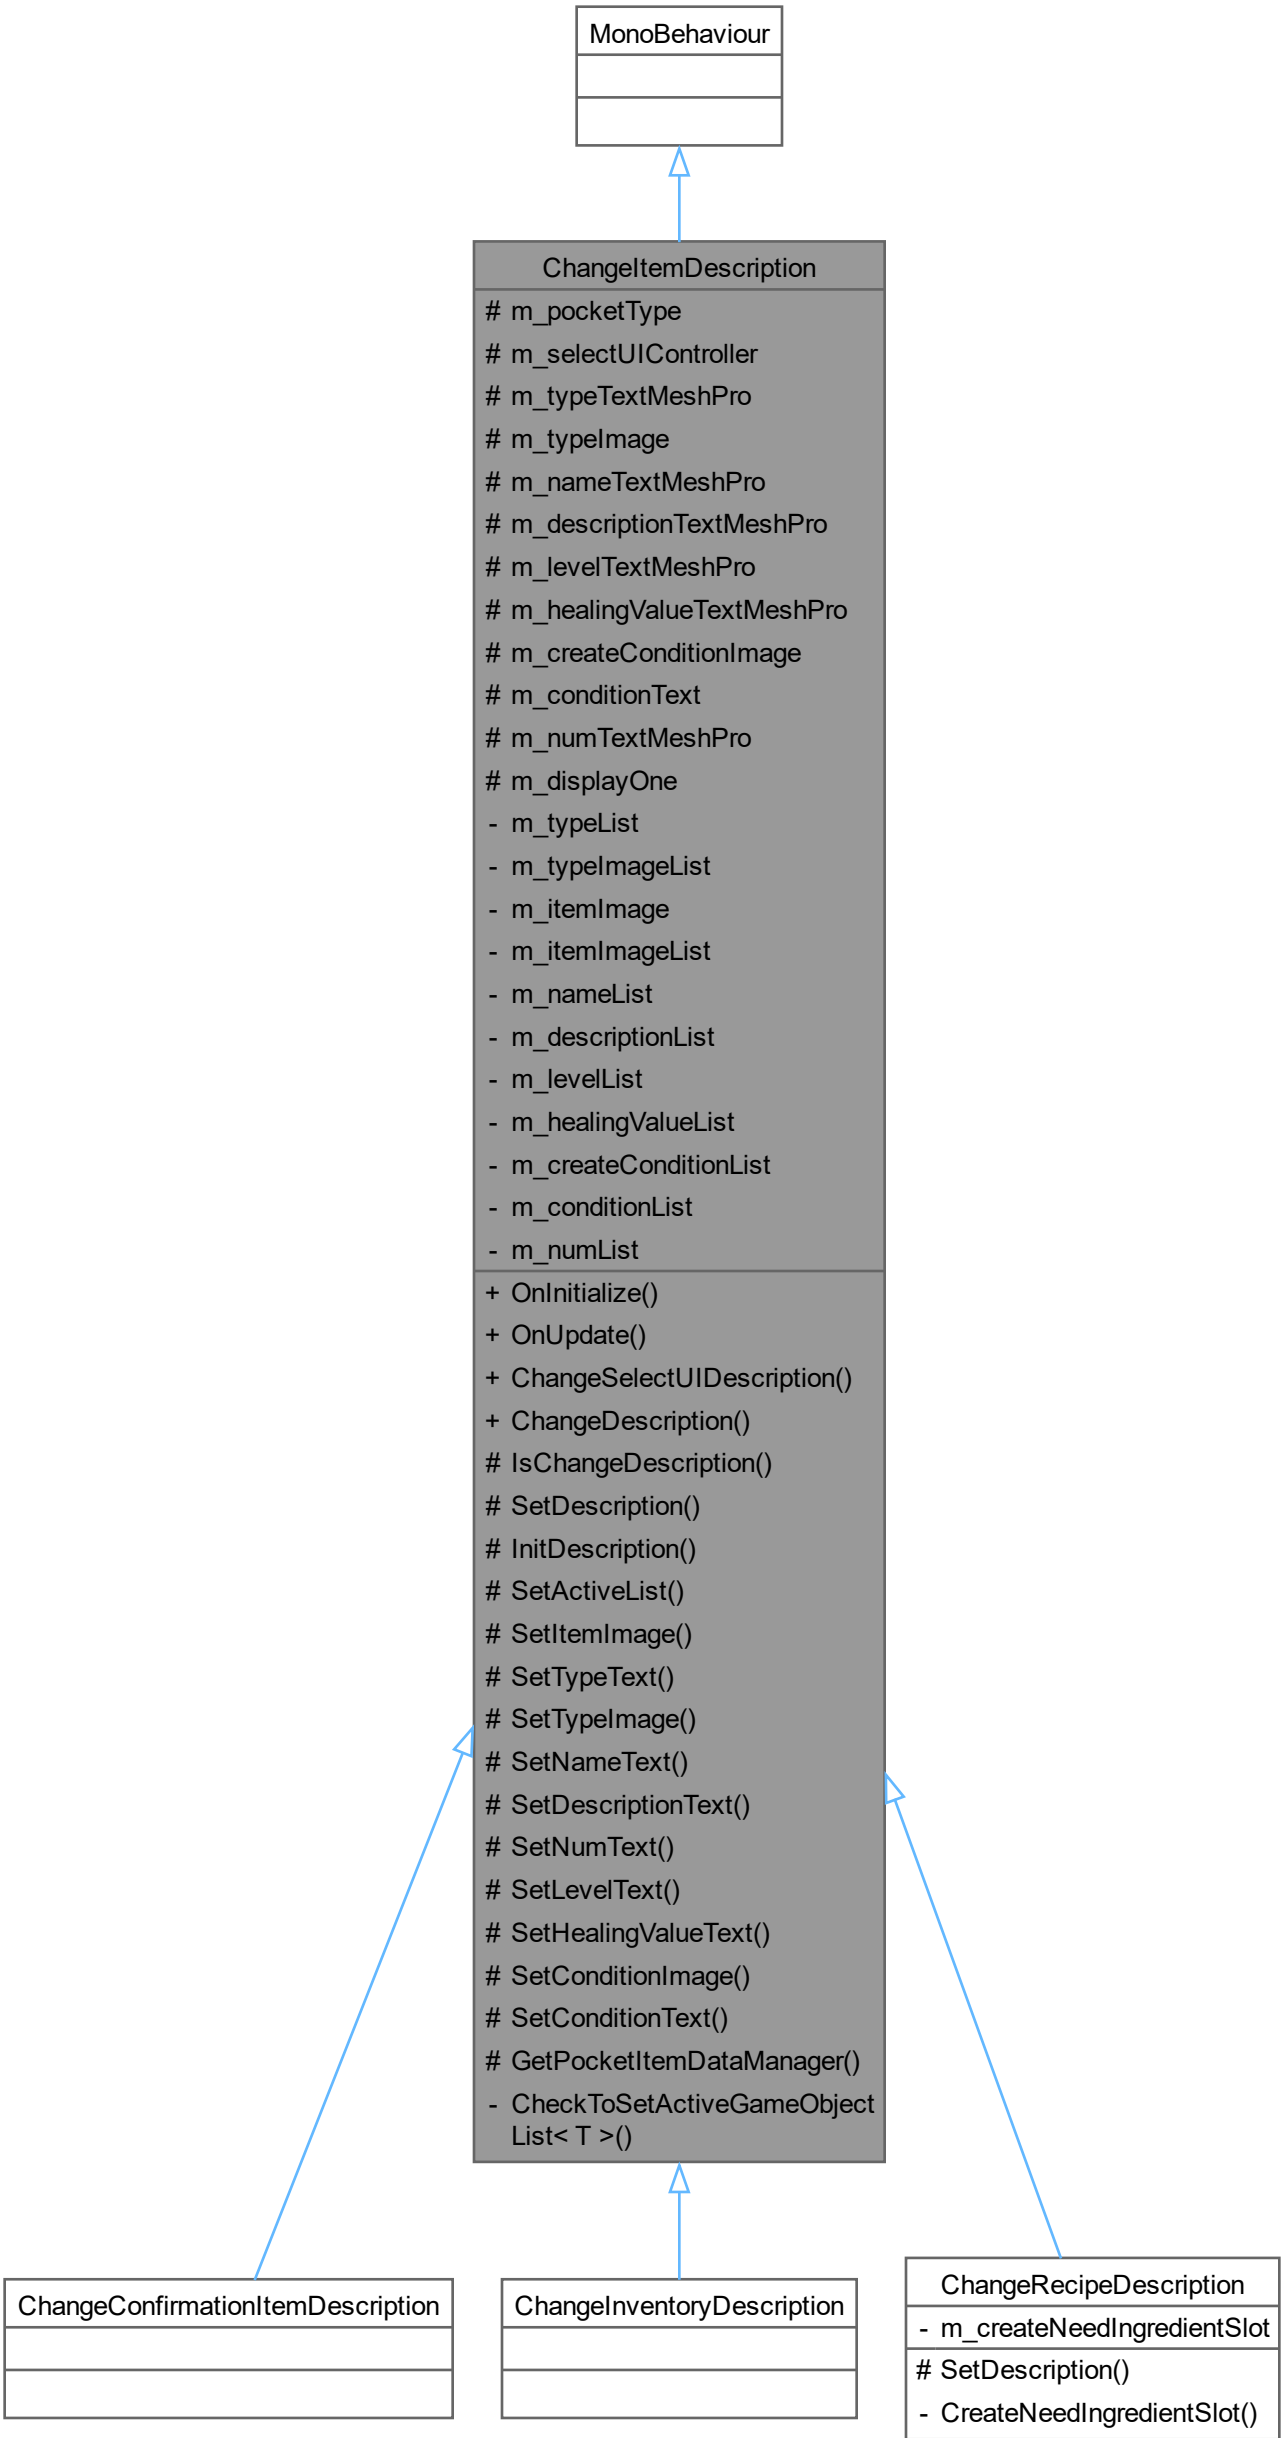 MonoBehaviour
ChangeItemDescription
# m_pocketType
# m_selectUIController
# m_typeTextMeshPro
# m_typeImage
# m_nameTextMeshPro
# m_descriptionTextMeshPro
# m_levelTextMeshPro
# m_healingValueTextMeshPro
# m_createConditionImage
# m_conditionText
# m_numTextMeshPro
# m_displayOne
- m_typeList
- m_typeImageList
- m_itemImage
- m_itemImageList
- m_nameList
- m_descriptionList
- m_levelList
- m_healingValueList
- m_createConditionList
- m_conditionList
- m_numList
+ OnInitialize()
+ OnUpdate()
+ ChangeSelectUIDescription()
+ ChangeDescription()
# IsChangeDescription()
# SetDescription()
# InitDescription()
# SetActiveList()
# SetItemImage()
# SetTypeText()
# SetTypeImage()
# SetNameText()
# SetDescriptionText()
# SetNumText()
# SetLevelText()
# SetHealingValueText()
# SetConditionImage()
# SetConditionText()
# GetPocketItemDataManager()
- CheckToSetActiveGameObject
List< T >()
ChangeConfirmationItemDescription
ChangeInventoryDescription
ChangeRecipeDescription
- m_createNeedIngredientSlot
# SetDescription()
- CreateNeedIngredientSlot()